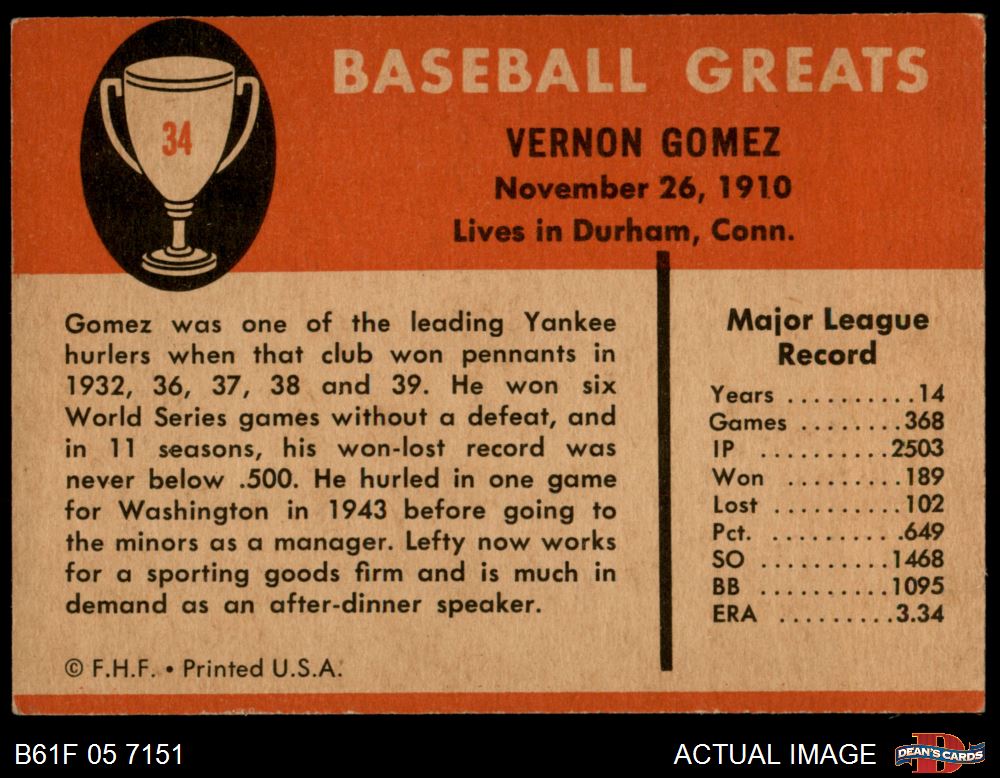 34
BASEBALL GREATS
VERNON GOMEZ
November 26, 1910
Lives in Durham, Conn.
Gomez was one of the leading Yankee
hurlers when that club won pennants in
1932, 36, 37, 38 and 39. He won six
World Series games without a defeat, and
in 11 seasons, his won-lost record was
never below .500. He hurled in one game
for Washington in 1943 before going to
the minors as a manager. Lefty now works
for a sporting goods firm and is much in
demand as an after-dinner speaker.
© F.H.F. • Printed U.S.A.
Major League
Record
Years ..........14
Games ........368
IP ..........2503
Won .........189
Lost ..........102
Pct. ..........649
SO ..........1468
BB ..........1095
ERA .........3.34
B61F 05 7151
ACTUAL IMAGE
D
DEAN'S CARDS